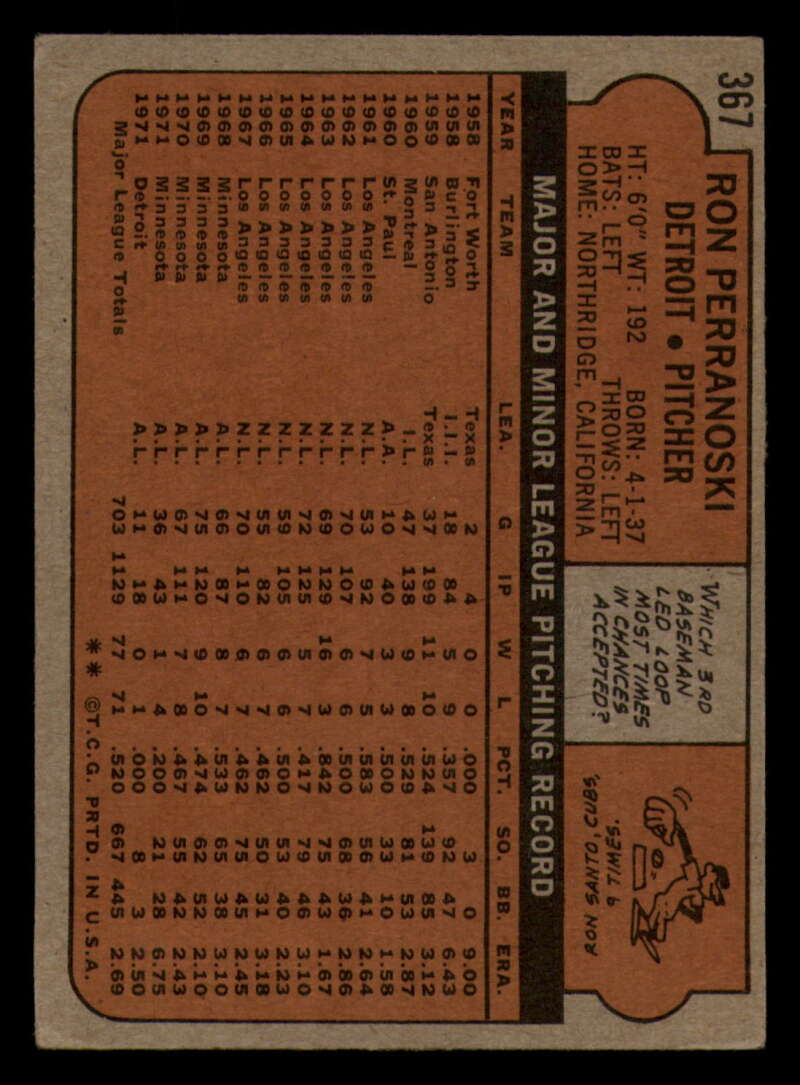 367
RON PERRANOSKI
DETROIT • PITCHER
HT: 6'0" WT: 192 BORN: 4-1-37
BATS: LEFT THROWS: LEFT
HOME: NORTHRIDGE, CALIFORNIA
WHICH 3RD
BASEMAN
LED LOOP
MOST TIMES
IN CHANCES
ACCEPTED?
RON SANTO, CUBS,
9 TIMES.
MAJOR AND MINOR LEAGUE PITCHING RECORD
YEAR TEAM LEA. G IP W L PCT. SO. BB. ERA.
1958 Fort Worth Texas 2 4 0 0 .000 3 0 9.00
1958 Burlington I.I.I. 18 84 5 9 .357 92 47 6.43
1959 San Antonio Texas 37 199 11 10 .524 139 85 3.12
1960 Montreal I.L. 47 138 9 8 .529 81 53 2.87
1960 St. Paul A.A. 10 40 3 3 .500 33 10 1.58
1961 Los Angeles N.L. 53 92 7 5 .583 56 41 2.64
1962 Los Angeles N.L. 70 107 6 6 .500 68 36 2.86
1963 Los Angeles N.L. 69 129 16 3 .842 75 43 1.67
1964 Los Angeles N.L. 72 125 5 7 .417 79 46 3.10
1965 Los Angeles N.L. 59 105 6 6 .500 53 40 2.23
1966 Los Angeles N.L. 55 82 6 7 .462 50 31 3.18
1967 Los Angeles N.L. 70 110 6 7 .462 75 45 2.45
1968 Minnesota A.L. 66 87 8 7 .533 65 38 3.10
1969 Minnesota A.L. 75 120 9 10 .474 62 52 2.10
1970 Minnesota A.L. 67 111 7 8 .467 55 42 2.43
1971 Minnesota A.L. 36 43 1 4 .200 21 28 6.75
1971 Detroit A.L. 11 18 0 1 .000 8 3 2.50
Major League Totals 703 1129 77 71 .520 667 445 2.69
** ©T.C.G. PRTD. IN U.S.A.